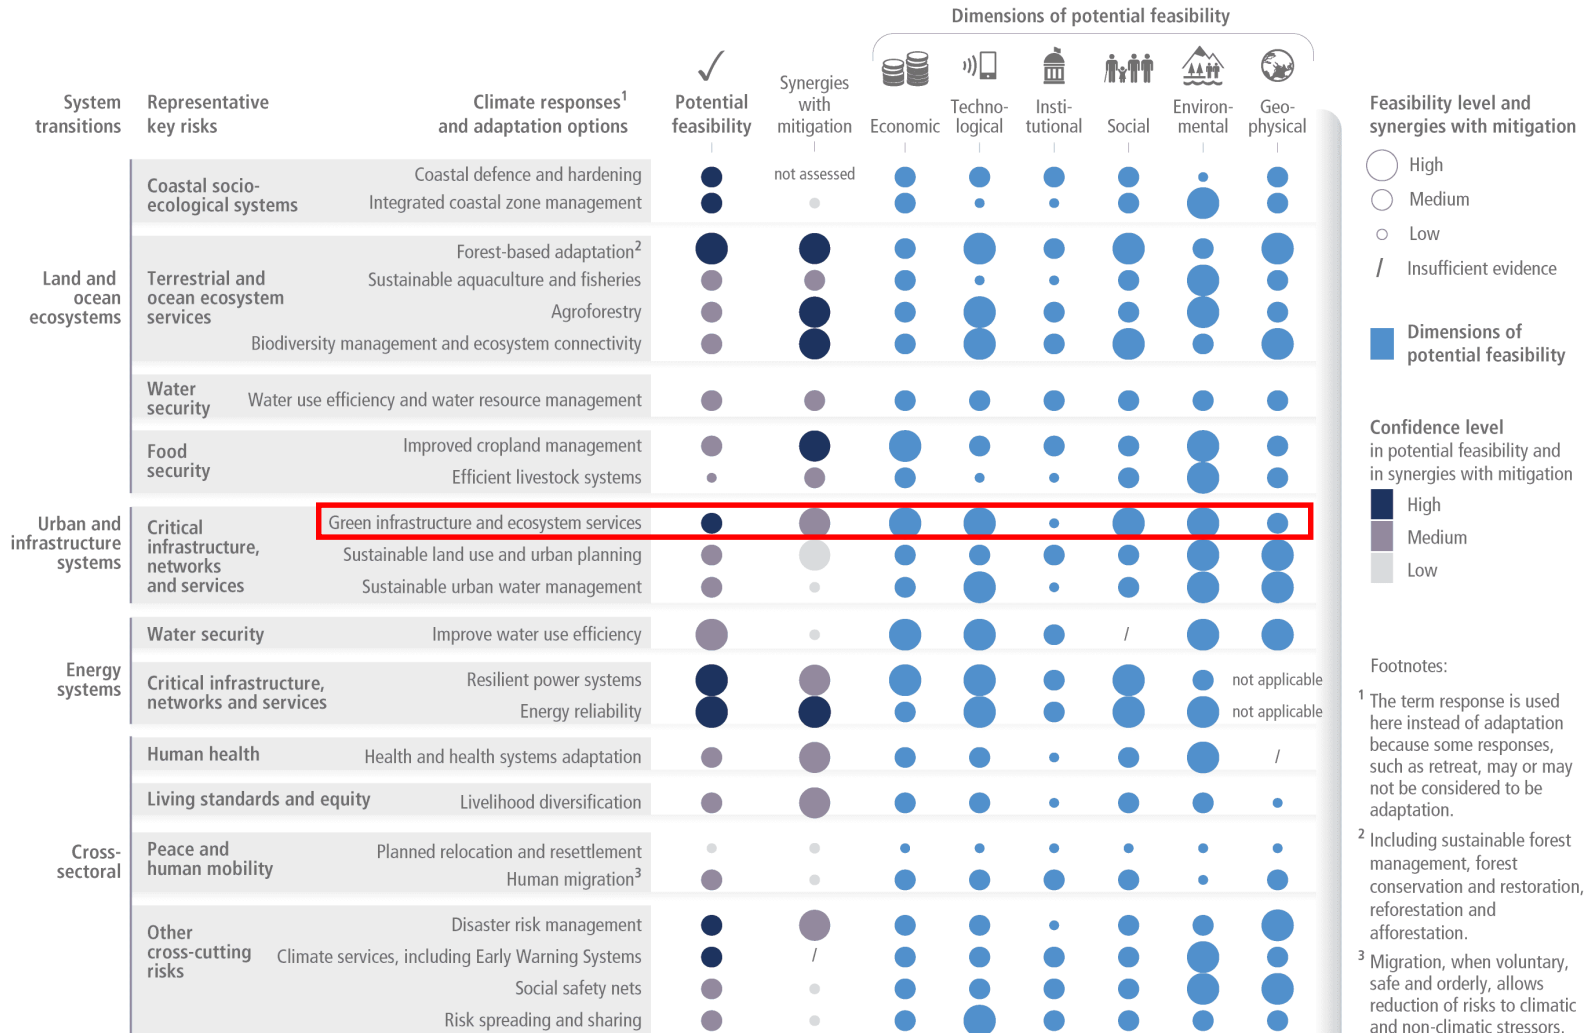 Dimensions of potential feasibility
System
transitions
Representative
key risks
Climate responses1
and adaptation options
Potential
feasibility
Synergies
with
mitigation
Economic
Techno-
logical
Insti-
tutional
Social
Environ-
mental
Geo-
physical
Land and
ocean
ecosystems
Coastal socio-
ecological systems
Coastal defence and hardening
not assessed
Integrated coastal zone management
Terrestrial and
ocean ecosystem
services
Forest-based adaptation2
Sustainable aquaculture and fisheries
Agroforestry
Biodiversity management and ecosystem connectivity
Water
security
Water use efficiency and water resource management
Food
security
Improved cropland management
Efficient livestock systems
Urban and
infrastructure
systems
Critical
infrastructure,
networks
and services
Green infrastructure and ecosystem services
Sustainable land use and urban planning
Sustainable urban water management
Energy
systems
Water security
Improve water use efficiency
/
Critical infrastructure,
networks and services
Resilient power systems
not applicable
Energy reliability
not applicable
Cross-
sectoral
Human health
Health and health systems adaptation
/
Living standards and equity
Livelihood diversification
Peace and
human mobility
Planned relocation and resettlement
Human migration3
Other
cross-cutting
risks
Disaster risk management
Climate services, including Early Warning Systems
/
Social safety nets
Risk spreading and sharing
Feasibility level and
synergies with mitigation
High
Medium
Low
/ Insufficient evidence
Dimensions of
potential feasibility
Confidence level
in potential feasibility and
in synergies with mitigation
High
Medium
Low
Footnotes:
1 The term response is used
here instead of adaptation
because some responses,
such as retreat, may or may
not be considered to be
adaptation.
2 Including sustainable forest
management, forest
conservation and restoration,
reforestation and
afforestation.
3 Migration, when voluntary,
safe and orderly, allows
reduction of risks to climatic
and non-climatic stressors.